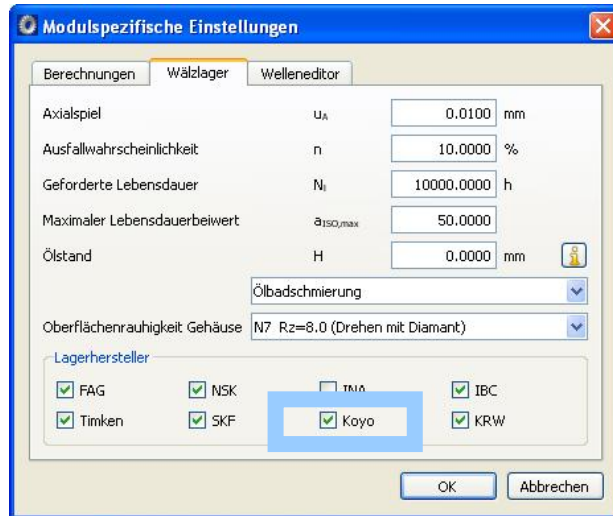 Modulspezifische Einstellungen
Berechnungen Wälzlager Welleneditor
Axialspiel uA 0.0100 mm
Ausfallwahrscheinlichkeit n 10.0000 %
Geforderte Lebensdauer Nl 10000.0000 h
Maximaler Lebensdauerbeiwert aISO,max 50.0000
Ölstand H 0.0000 mm
Ölbadschmierung
Oberflächenrauhigkeit Gehäuse N7 Rz=8.0 (Drehen mit Diamant)
Lagerhersteller
FAG NSK INA IBC
Timken SKF Koyo KRW
OK Abbrechen